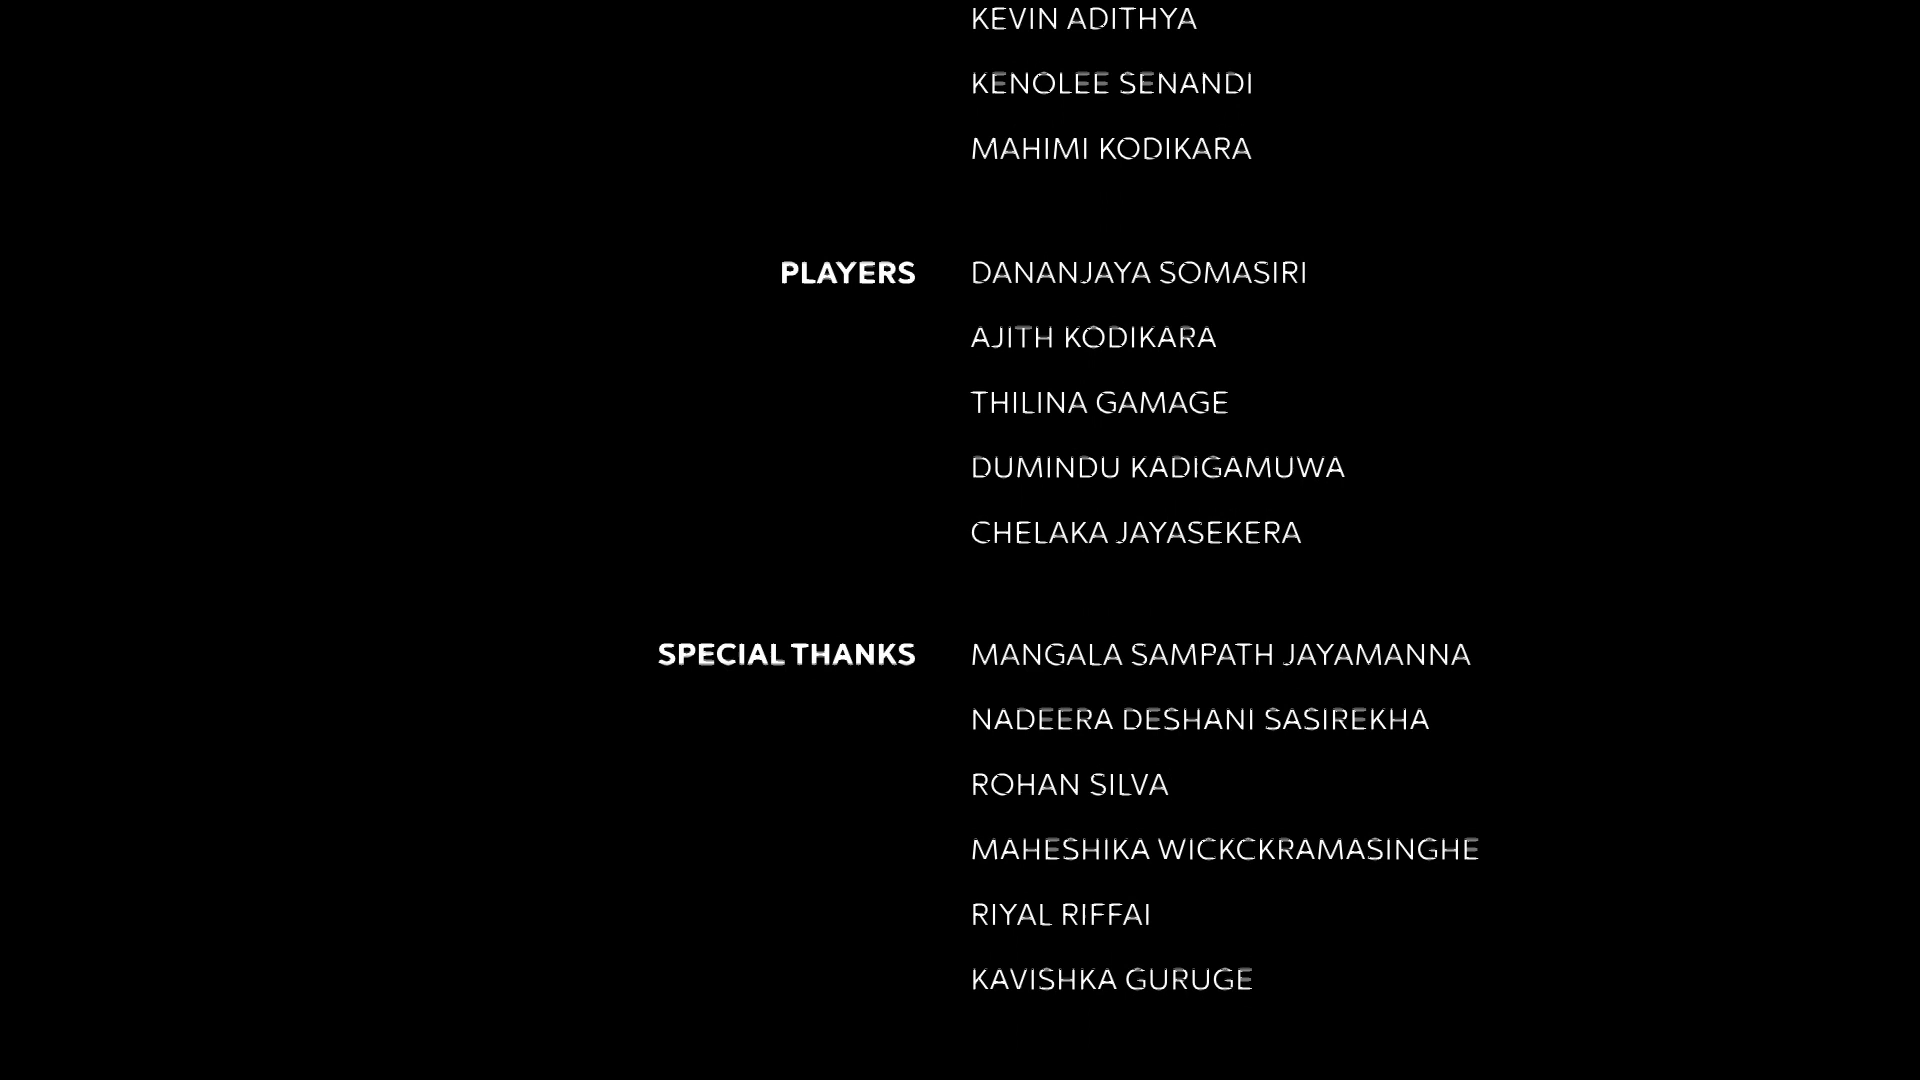 KEVIN ADITHYA
KENOLEE SENANDI
MAHIMI KODIKARA
PLAYERS DANANJAYA SOMASIRI
AJITH KODIKARA
THILINA GAMAGE
DUMINDU KADIGAMUWA
CHELAKA JAYASEKERA
SPECIAL THANKS MANGALA SAMPATH JAYAMANNA
NADEERA DESHANI SASIREKHA
ROHAN SILVA
MAHESHIKA WICKCKRAMASINGHE
RIYAL RIFFAI
KAVISHKA GURUGE